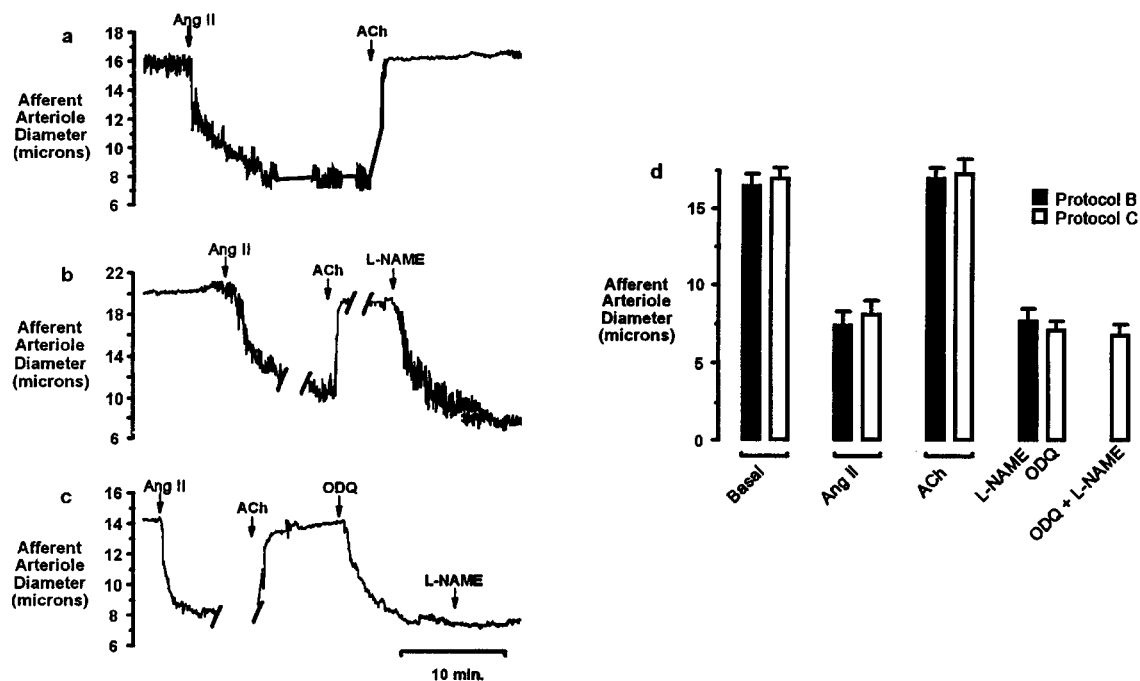 a
Ang II
ACh
Afferent
Arteriole
Diameter
(microns)
18
16
14
12
10
8
6
b
Ang II
ACh
L-NAME
Afferent
Arteriole
Diameter
(microns)
22
18
14
10
6
c
Ang II
ACh
ODQ
L-NAME
Afferent
Arteriole
Diameter
(microns)
16
14
12
10
8
6
10 min.
d
Protocol B
Protocol C
Afferent
Arteriole
Diameter
(microns)
15
10
5
0
Basal
Ang II
ACh
L-NAME
ODQ
ODQ + L-NAME